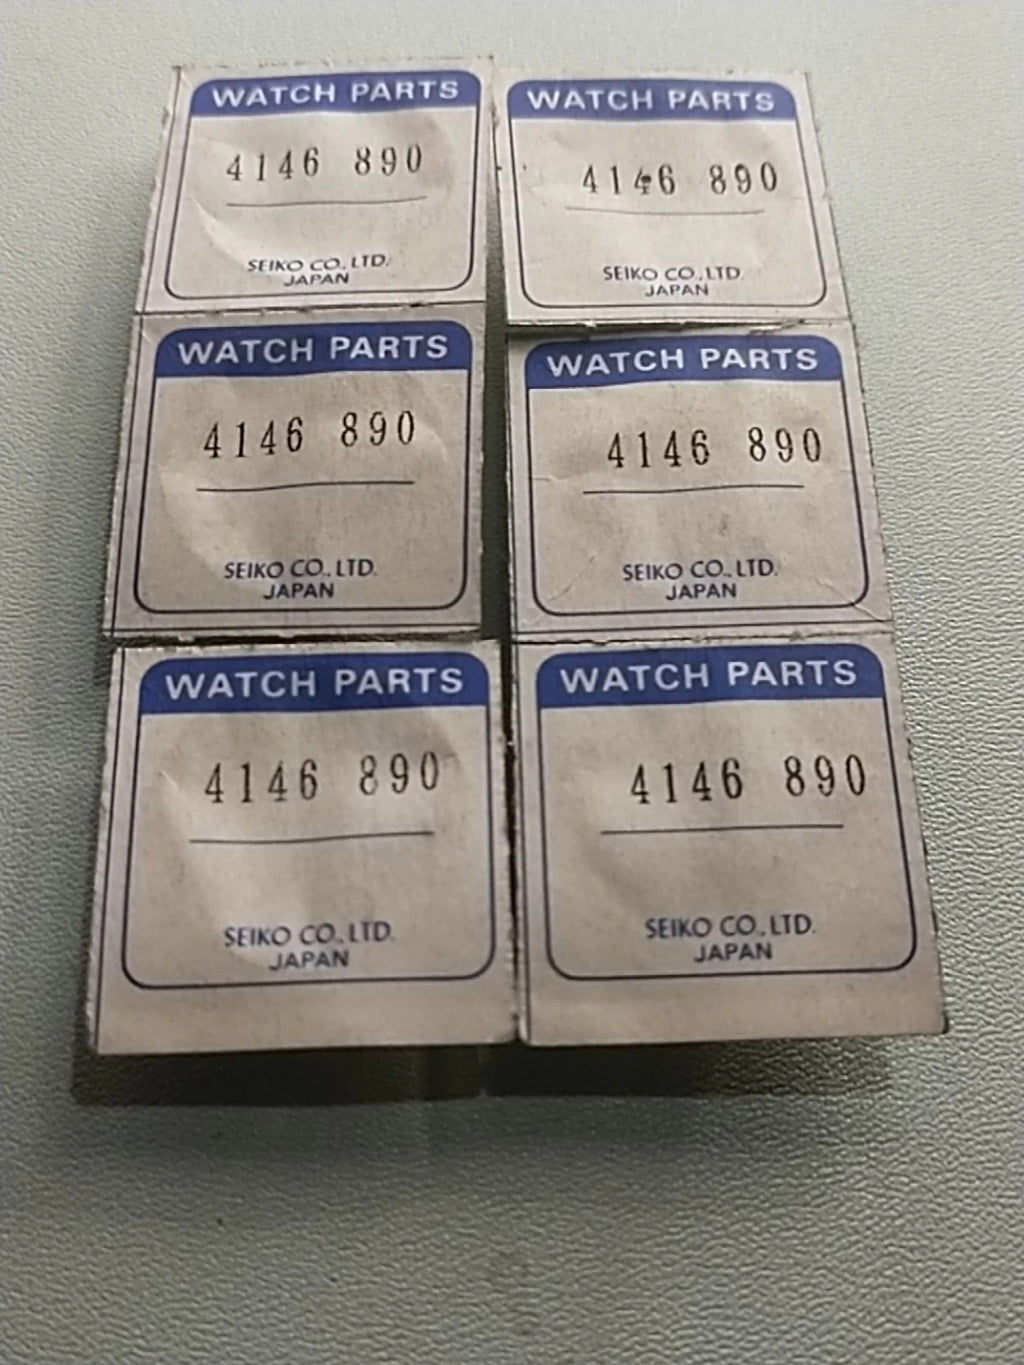 WATCH PARTS
4146 890
SEIKO CO., LTD.
JAPAN
WATCH PARTS
4146 890
SEIKO CO., LTD.
JAPAN
WATCH PARTS
4146 890
SEIKO CO., LTD.
JAPAN
WATCH PARTS
4146 890
SEIKO CO., LTD.
JAPAN
WATCH PARTS
4146 890
SEIKO CO., LTD.
JAPAN
WATCH PARTS
4146 890
SEIKO CO., LTD.
JAPAN